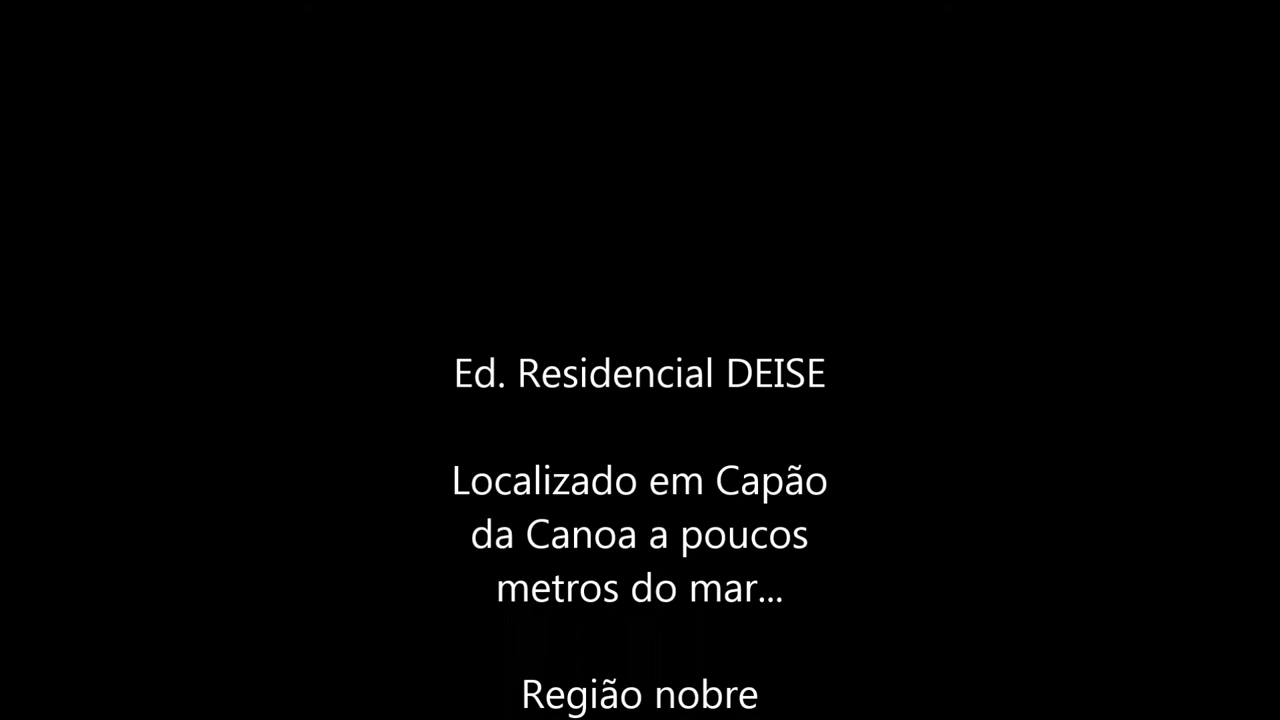 Ed. Residencial DEISE
Localizado em Capão
da Canoa a poucos
metros do mar...
Região nobre